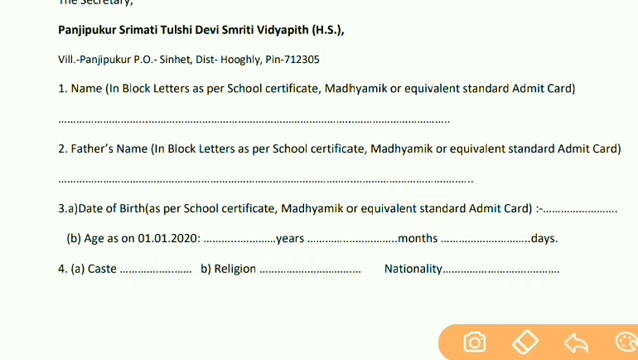 The Secretary,
Panjipukur Srimati Tulshi Devi Smriti Vidyapith (H.S.),
Vill.-Panjipukur P.O.- Sinhet, Dist- Hooghly, Pin-712305
1. Name (In Block Letters as per School certificate, Madhyamik or equivalent standard Admit Card)
..........................................................................................................................................
2. Father's Name (In Block Letters as per School certificate, Madhyamik or equivalent standard Admit Card)
..........................................................................................................................................
3.a)Date of Birth(as per School certificate, Madhyamik or equivalent standard Admit Card) :-.........................
(b) Age as on 01.01.2020: ........................years ..............................months ..............................days.
4. (a) Caste ........................ b) Religion .................................. Nationality.......................................